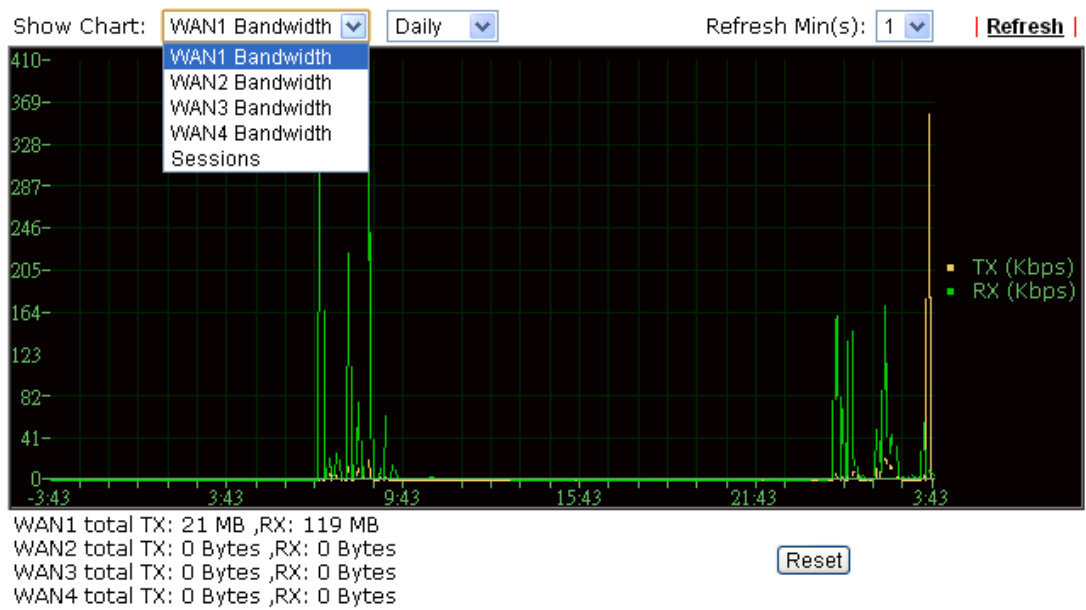 Show Chart: WAN1 Bandwidth Daily Refresh Min(s): 1 | Refresh |
WAN1 Bandwidth
WAN2 Bandwidth
WAN3 Bandwidth
WAN4 Bandwidth
Sessions
410-
369-
328-
287-
246-
205-
164-
123
82-
41-
0-
TX (Kbps)
RX (Kbps)
-3:43 3:43 9:43 15:43 21:43 3:43
WAN1 total TX: 21 MB ,RX: 119 MB
WAN2 total TX: 0 Bytes ,RX: 0 Bytes
WAN3 total TX: 0 Bytes ,RX: 0 Bytes
WAN4 total TX: 0 Bytes ,RX: 0 Bytes
Reset